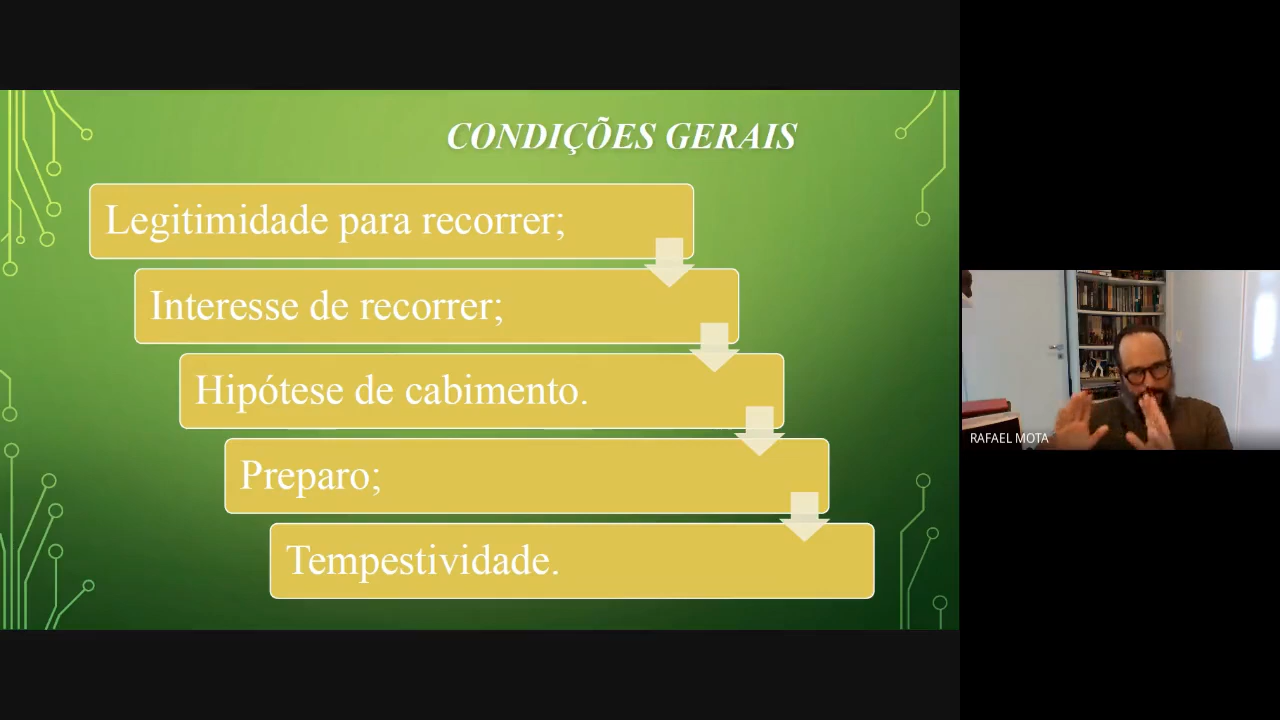 CONDIÇÕES GERAIS
Legitimidade para recorrer;
Interesse de recorrer;
Hipótese de cabimento.
Preparo;
Tempestividade.
RAFAEL MOTA